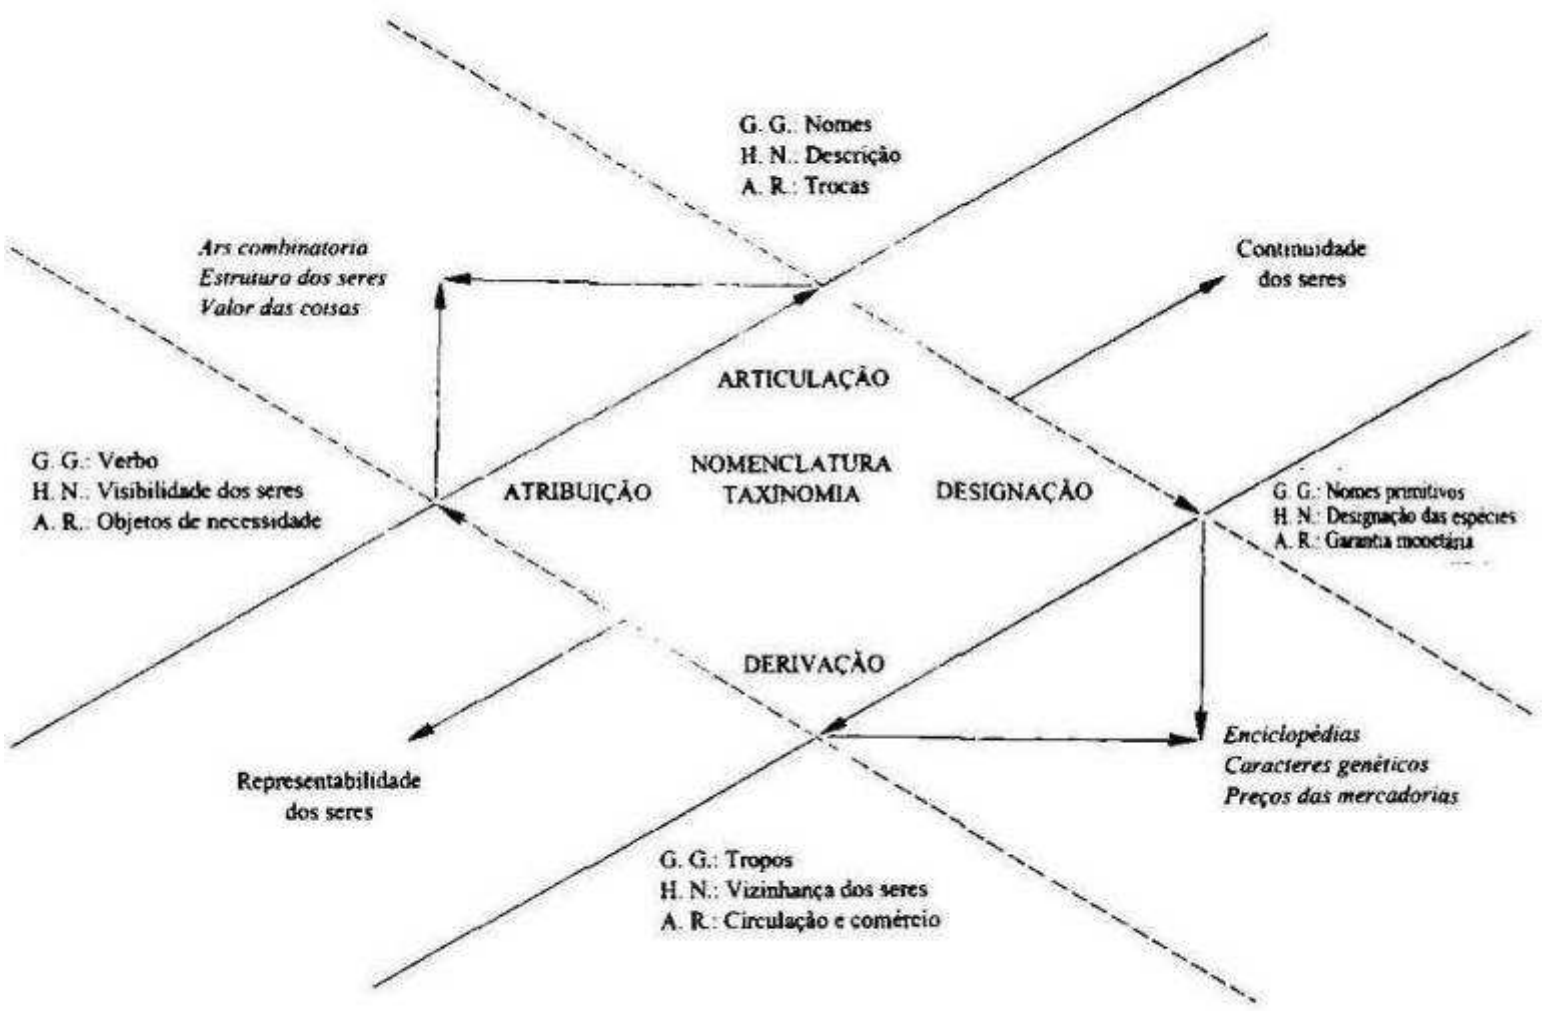 G. G.: Nomes
H. N.: Descrição
A. R.: Trocas
Ars combinatoria
Estrutura dos seres
Valor das coisas
Continuidade
dos seres
ARTICULAÇÃO
G. G.: Verbo
H. N.: Visibilidade dos seres
A. R.: Objetos de necessidade
ATRIBUIÇÃO
NOMENCLATURA
TAXINOMIA
DESIGNAÇÃO
G. G.: Nomes primitivos
H. N.: Designação das espécies
A. R.: Garantia monetária
DERIVAÇÃO
Representabilidade
dos seres
Enciclopédias
Caracteres genéticos
Preços das mercadorias
G. G.: Tropos
H. N.: Vizinhança dos seres
A. R.: Circulação e comércio